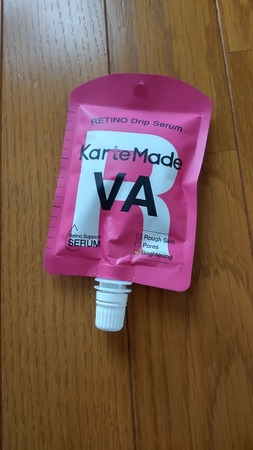 RETINO Drip Serum
R
KarteMade
VA
Retino Support
SERUM
Rough Skin
Pores
Brightening